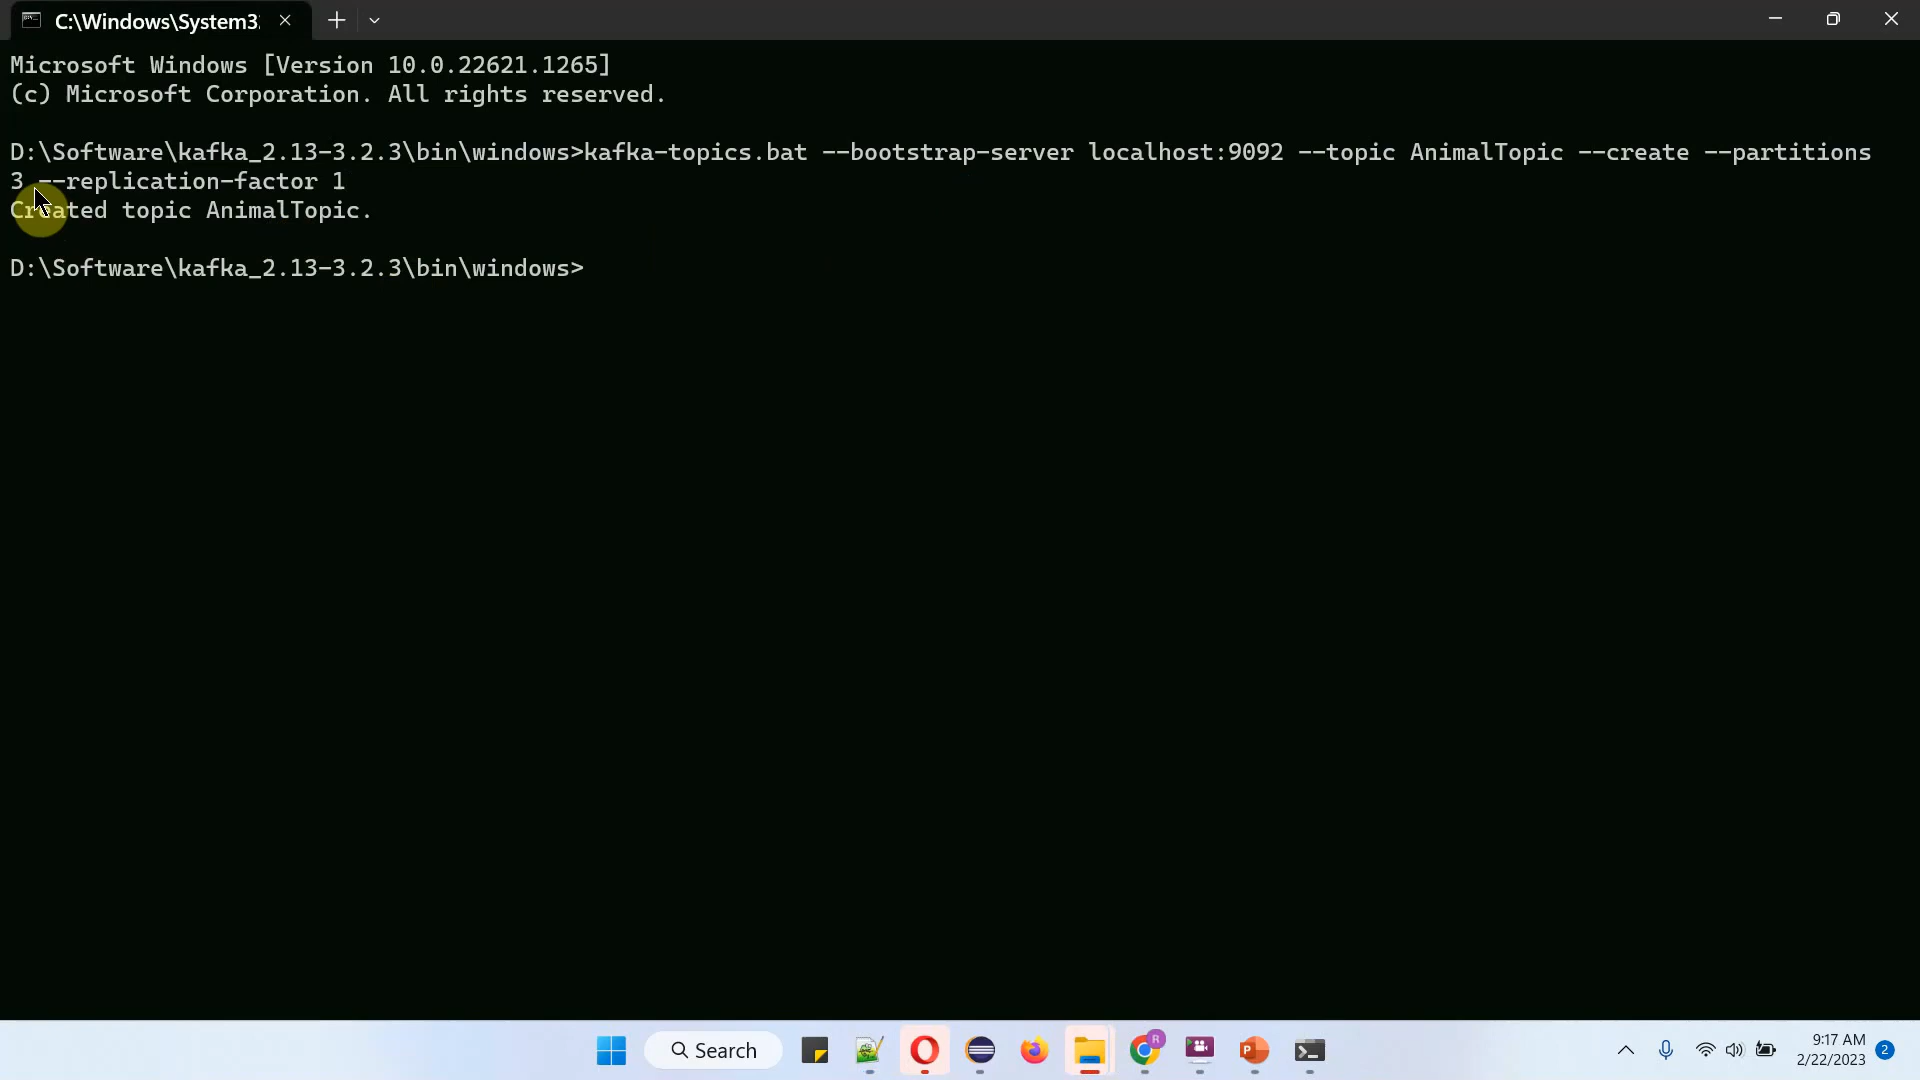 C:\Windows\System3
Microsoft Windows [Version 10.0.22621.1265]
(c) Microsoft Corporation. All rights reserved.
D:\Software\kafka_2.13-3.2.3\bin\windows>kafka-topics.bat --bootstrap-server localhost:9092 --topic AnimalTopic --create --partitions
3 --replication-factor 1
Created topic AnimalTopic.
D:\Software\kafka_2.13-3.2.3\bin\windows>
Search
R
P
9:17 AM
2/22/2023
2